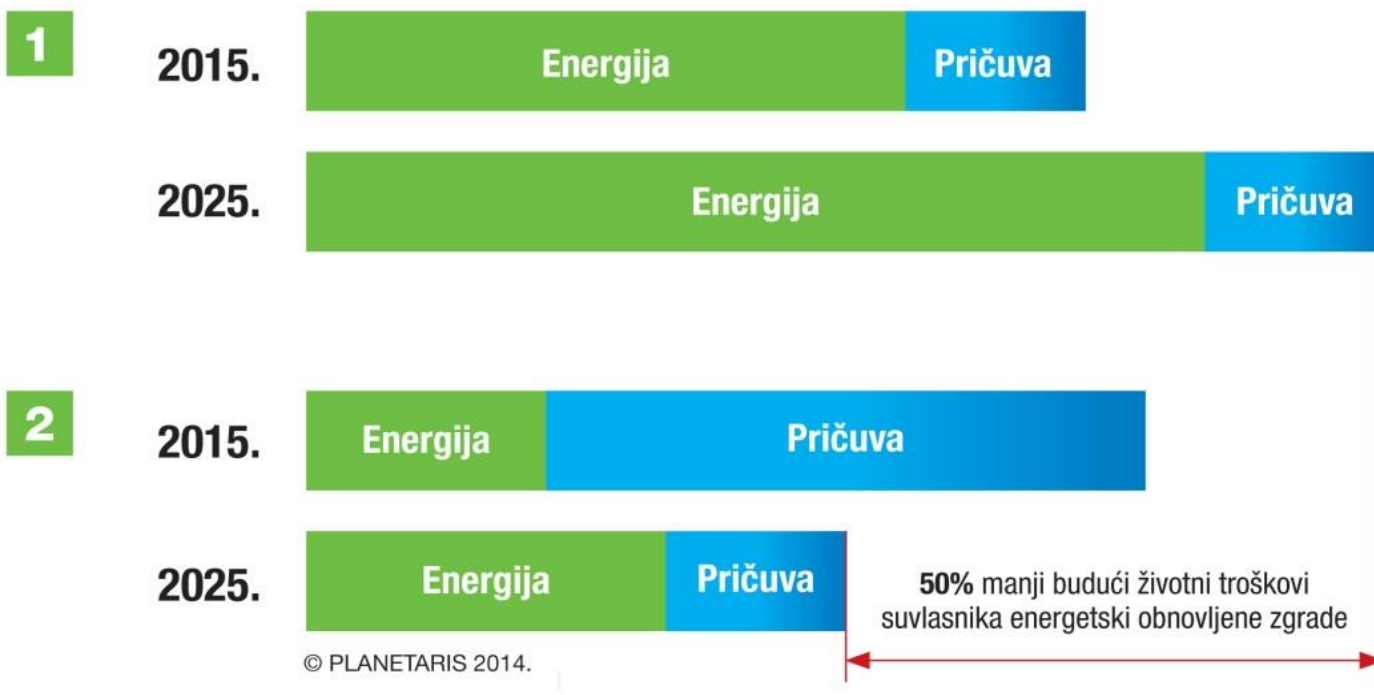 1
2015.
Energija
Pričuva
2025.
Energija
Pričuva
2
2015.
Energija
Pričuva
2025.
Energija
Pričuva
50% manji budući životni troškovi
suvlasnika energetski obnovljene zgrade
© PLANETARIS 2014.